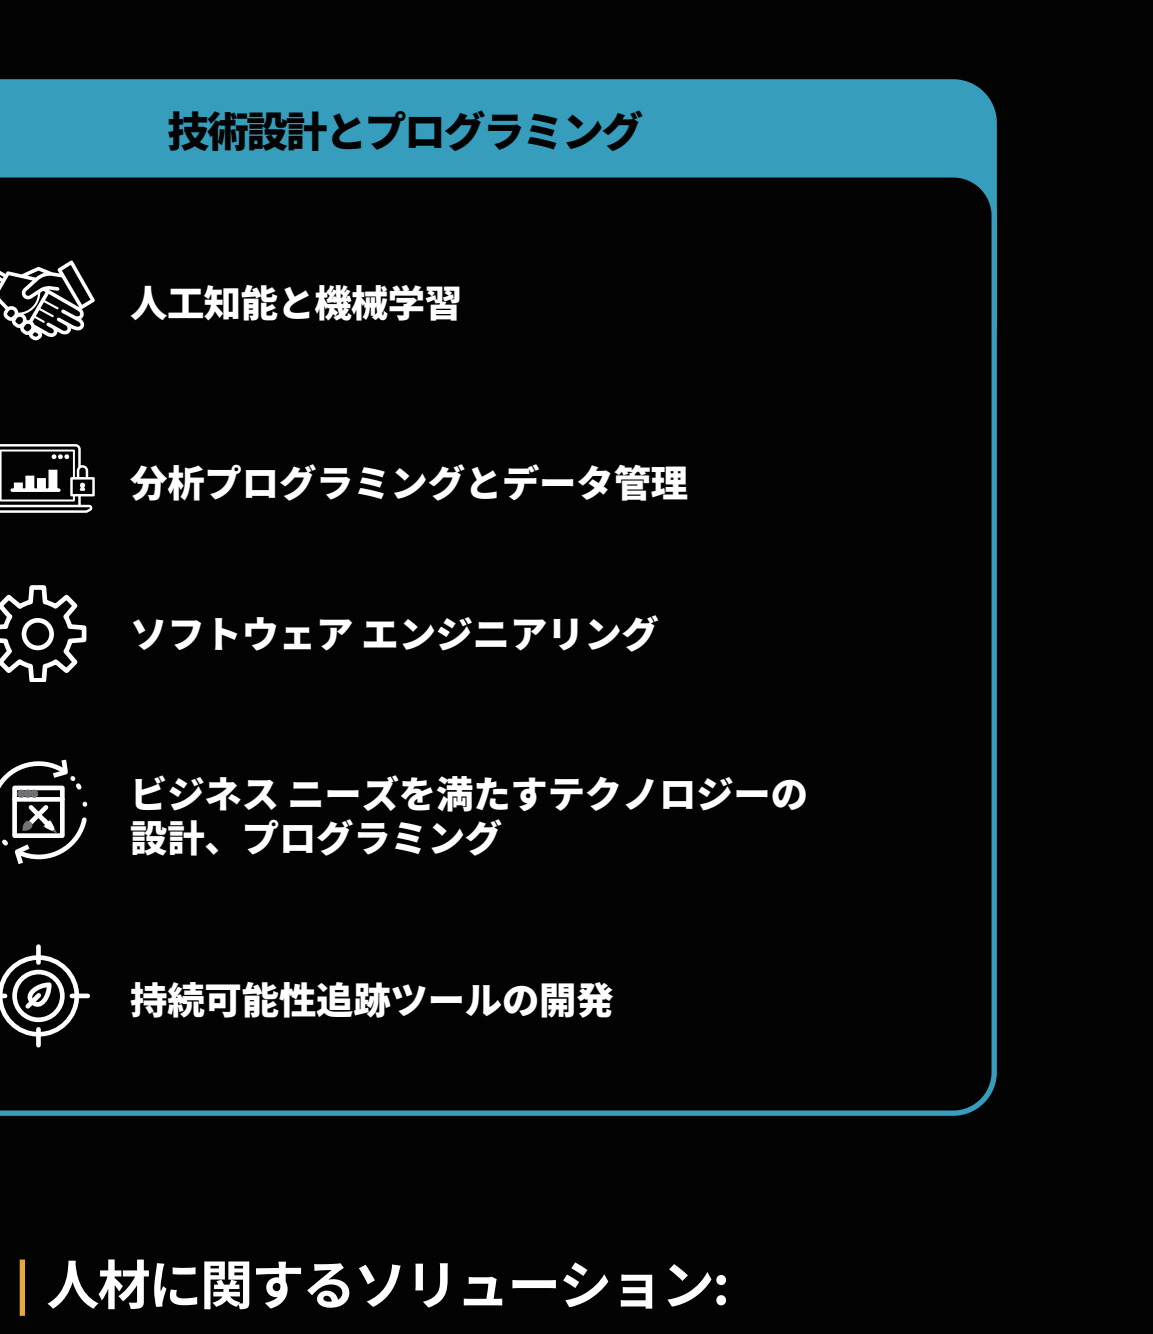 技術設計とプログラミング
人工知能と機械学習
分析プログラミングとデータ管理
ソフトウェア エンジニアリング
ビジネス ニーズを満たすテクノロジーの
設計、プログラミング
持続可能性追跡ツールの開発
人材に関するソリューション: